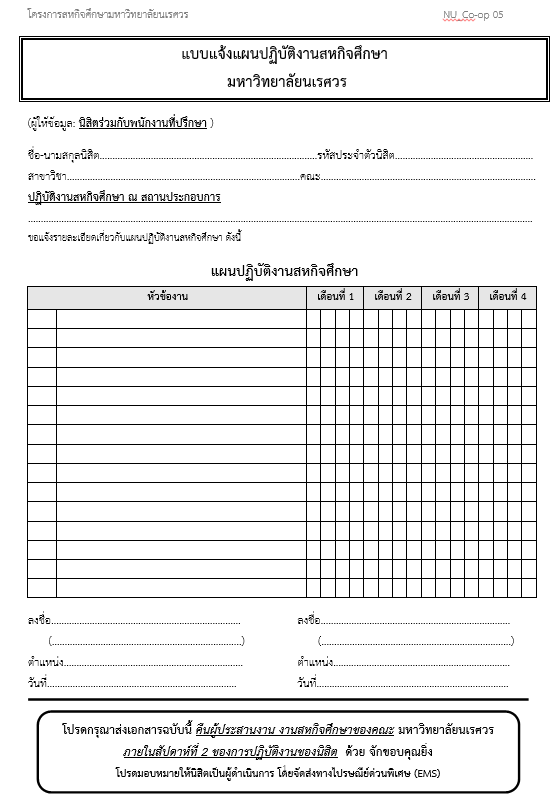 โครงการสหกิจศึกษามหาวิทยาลัยนเรศวร NU_Co-op 05
แบบแจ้งแผนปฏิบัติงานสหกิจศึกษา
มหาวิทยาลัยนเรศวร
(ผู้ให้ข้อมูล: นิสิตร่วมกับพนักงานที่ปรึกษา )
ชื่อ-นามสกุลนิสิต........................................................................รหัสประจำตัวนิสิต..............................................
สาขาวิชา..............................................................................คณะ........................................................................
ปฏิบัติงานสหกิจศึกษา ณ สถานประกอบการ
........................................................................................................................................................................
ขอแจ้งรายละเอียดเกี่ยวกับแผนปฏิบัติงานสหกิจศึกษา ดังนี้
แผนปฏิบัติงานสหกิจศึกษา
หัวข้องาน เดือนที่ 1 เดือนที่ 2 เดือนที่ 3 เดือนที่ 4
ลงชื่อ............................................................... ลงชื่อ...............................................................
(................................................................) (................................................................)
ตำแหน่ง............................................................ ตำแหน่ง............................................................
วันที่............................................................... วันที่...............................................................
โปรดกรุณาส่งเอกสารฉบับนี้ คืนผู้ประสานงาน งานสหกิจศึกษาของคณะ มหาวิทยาลัยนเรศวร
ภายในสัปดาห์ที่ 2 ของการปฏิบัติงานของนิสิต ด้วย จักขอบคุณยิ่ง
โปรดมอบหมายให้นิสิตเป็นผู้ดำเนินการ โดยจัดส่งทางไปรษณีย์ด่วนพิเศษ (EMS)